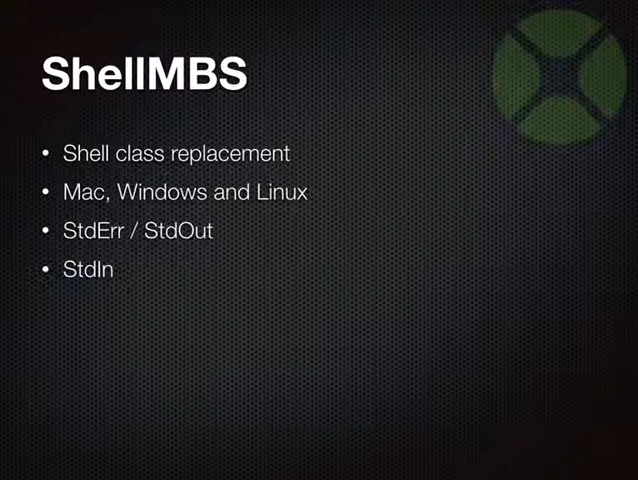 ShellMBS
• Shell class replacement
• Mac, Windows and Linux
• StdErr / StdOut
• StdIn